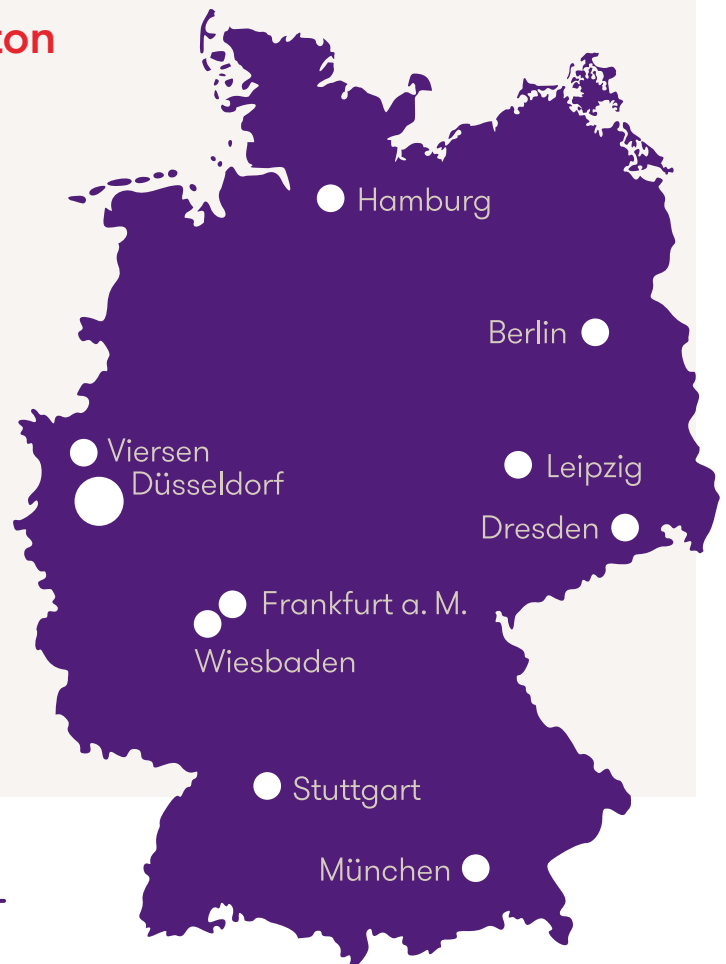 ton
Hamburg
Berlin
Viersen
Düsseldorf
Leipzig
Dresden
Frankfurt a. M.
Wiesbaden
Stuttgart
München